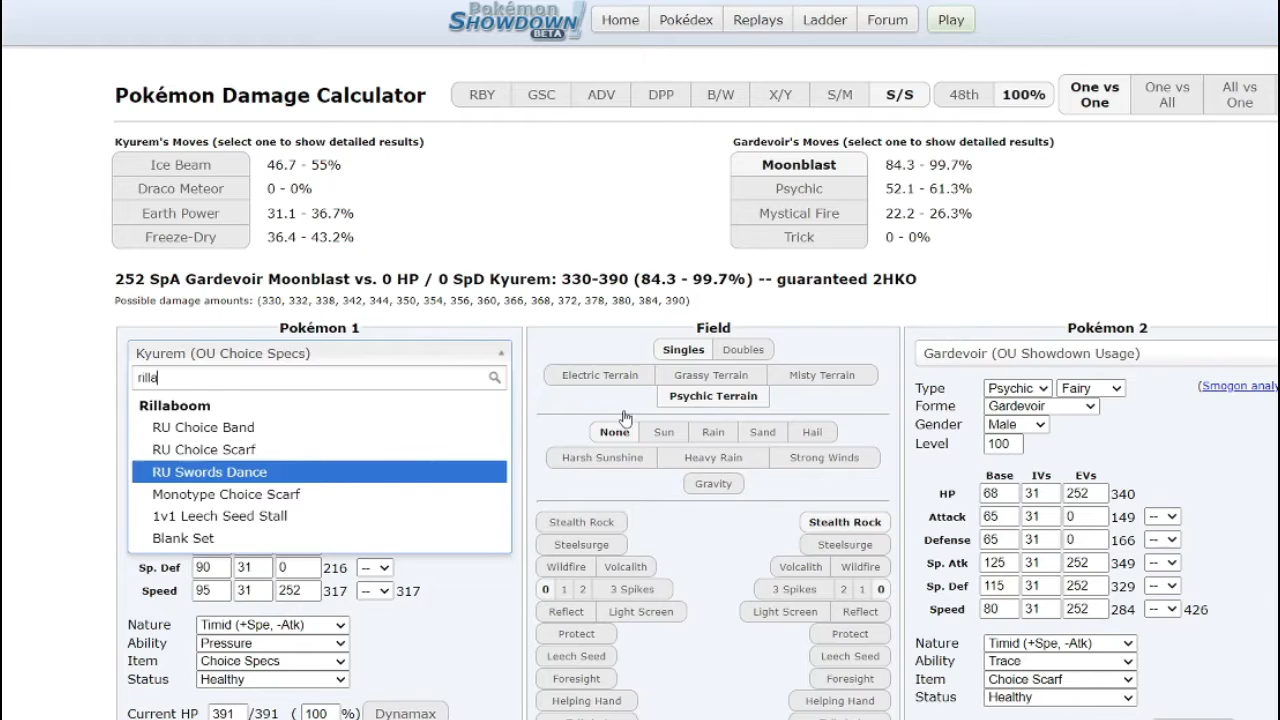 Pokémon
SHOWDOWN
BETA
Home Pokédex Replays Ladder Forum Play
Pokémon Damage Calculator
RBY GSC ADV DPP B/W X/Y S/M S/S 48th 100% One vs One One vs All All vs One
Kyurem's Moves (select one to show detailed results)
Ice Beam 46.7 - 55%
Draco Meteor 0 - 0%
Earth Power 31.1 - 36.7%
Freeze-Dry 36.4 - 43.2%
Gardevoir's Moves (select one to show detailed results)
Moonblast 84.3 - 99.7%
Psychic 52.1 - 61.3%
Mystical Fire 22.2 - 26.3%
Trick 0 - 0%
252 SpA Gardevoir Moonblast vs. 0 HP / 0 SpD Kyurem: 330-390 (84.3 - 99.7%) -- guaranteed 2HKO
Possible damage amounts: (330, 332, 338, 342, 344, 350, 354, 356, 360, 366, 368, 372, 378, 380, 384, 390)
Pokémon 1
Kyurem (OU Choice Specs)
rilla
Rillaboom
RU Choice Band
RU Choice Scarf
RU Swords Dance
Monotype Choice Scarf
1v1 Leech Seed Stall
Blank Set
Sp. Def 90 31 0 216 --
Speed 95 31 252 317 -- 317
Nature Timid (+Spe, -Atk)
Ability Pressure
Item Choice Specs
Status Healthy
Current HP 391 /391 ( 100 %) Dynamax
Field
Singles Doubles
Electric Terrain Grassy Terrain Misty Terrain
Psychic Terrain
None Sun Rain Sand Hail
Harsh Sunshine Heavy Rain Strong Winds
Gravity
Stealth Rock Stealth Rock
Steelsurge Steelsurge
Wildfire Volcalith Volcalith Wildfire
0 1 2 3 Spikes 3 Spikes 2 1 0
Reflect Light Screen Light Screen Reflect
Protect Protect
Leech Seed Leech Seed
Foresight Foresight
Helping Hand Helping Hand
Pokémon 2
Gardevoir (OU Showdown Usage)
Type Psychic Fairy (Smogon analy
Forme Gardevoir
Gender Male
Level 100
Base IVs EVs
HP 68 31 252 340
Attack 65 31 0 149 --
Defense 65 31 0 166 --
Sp. Atk 125 31 252 349 --
Sp. Def 115 31 252 329 --
Speed 80 31 252 284 -- 426
Nature Timid (+Spe, -Atk)
Ability Trace
Item Choice Scarf
Status Healthy